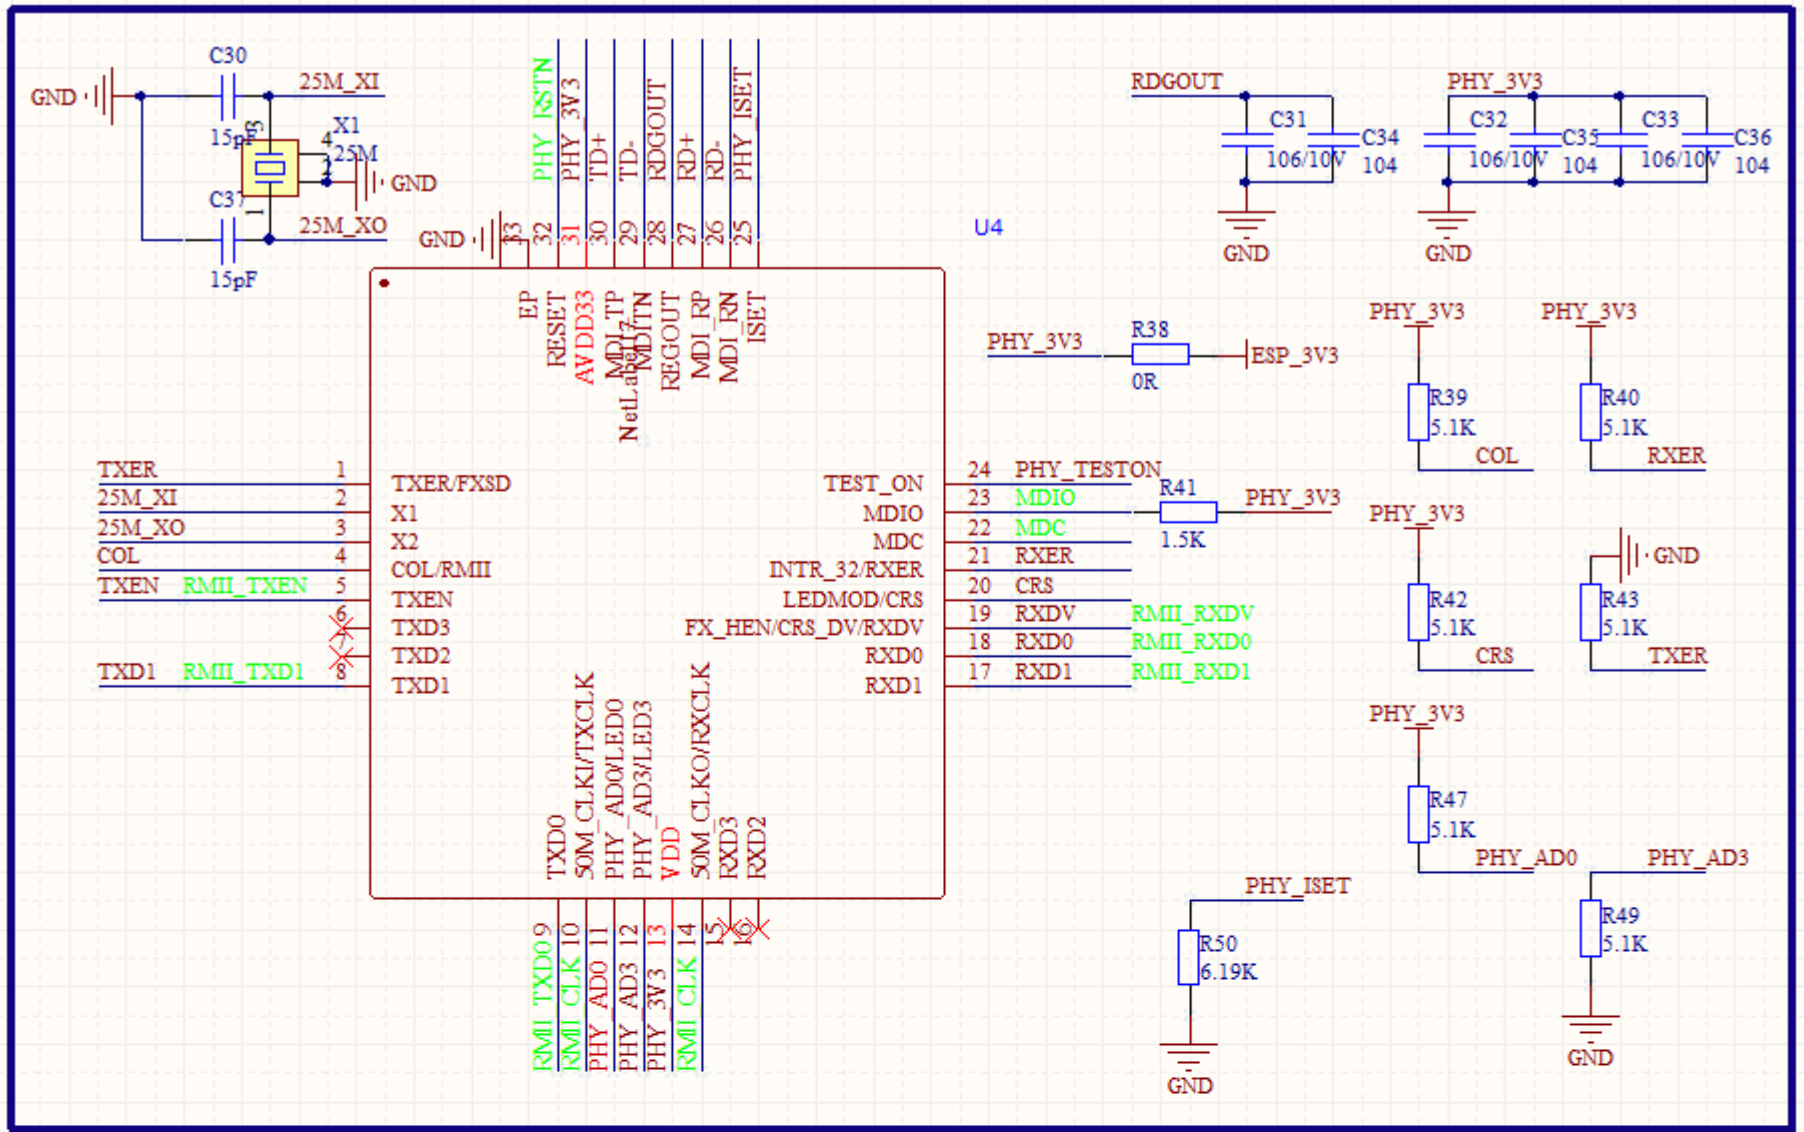 C30
GND
25M_XI
15pF
3
X1
4
25M
2
GND
C37
1
25M_XO
15pF
PHY_RSTN
PHY_3V3
TD+
TD-
RDGOUT
RD+
RD-
PHY_ISET
GND
33
32
31
30
29
28
27
26
25
U4
EP
RESET
AVDD33
MDI_TP
MDITN
REGOUT
MDI_RP
MDI_RN
ISET
RDGOUT
C31
106/10V
C34
104
GND
PHY_3V3
C32
106/10V
C35
104
C33
106/10V
C36
104
GND
PHY_3V3
R38
0R
ESP_3V3
PHY_3V3
R39
5.1K
COL
PHY_3V3
R40
5.1K
RXER
TXER 1 TXER/FXSD
25M_XI 2 X1
25M_XO 3 X2
COL 4 COL/RMII
TXEN RMII_TXEN 5 TXEN
6 TXD3
7 TXD2
TXD1 RMII_TXD1 8 TXD1
TEST_ON 24 PHY_TESTON
MDIO 23 MDIO
R41
1.5K
PHY_3V3
MDC 22 MDC
INTR_32/RXER 21 RXER
LEDMOD/CRS 20 CRS
FX_HEN/CRS_DV/RXDV 19 RXDV RMII_RXDV
RXD0 18 RXD0 RMII_RXD0
RXD1 17 RXD1 RMII_RXD1
PHY_3V3
R42
5.1K
CRS
GND
R43
5.1K
TXER
TXD0
50M_CLKI/TXCLK
PHY_AD0/LED0
PHY_AD3/LED3
VDD
50M_CLKO/RXCLK
RXD3
RXD2
9
10
11
12
13
14
15
16
RMII_TXD0
RMII_CLK
PHY_AD0
PHY_AD3
PHY_3V3
RMII_CLK
PHY_3V3
R47
5.1K
PHY_AD0
PHY_AD3
R49
5.1K
GND
PHY_ISET
R50
6.19K
GND